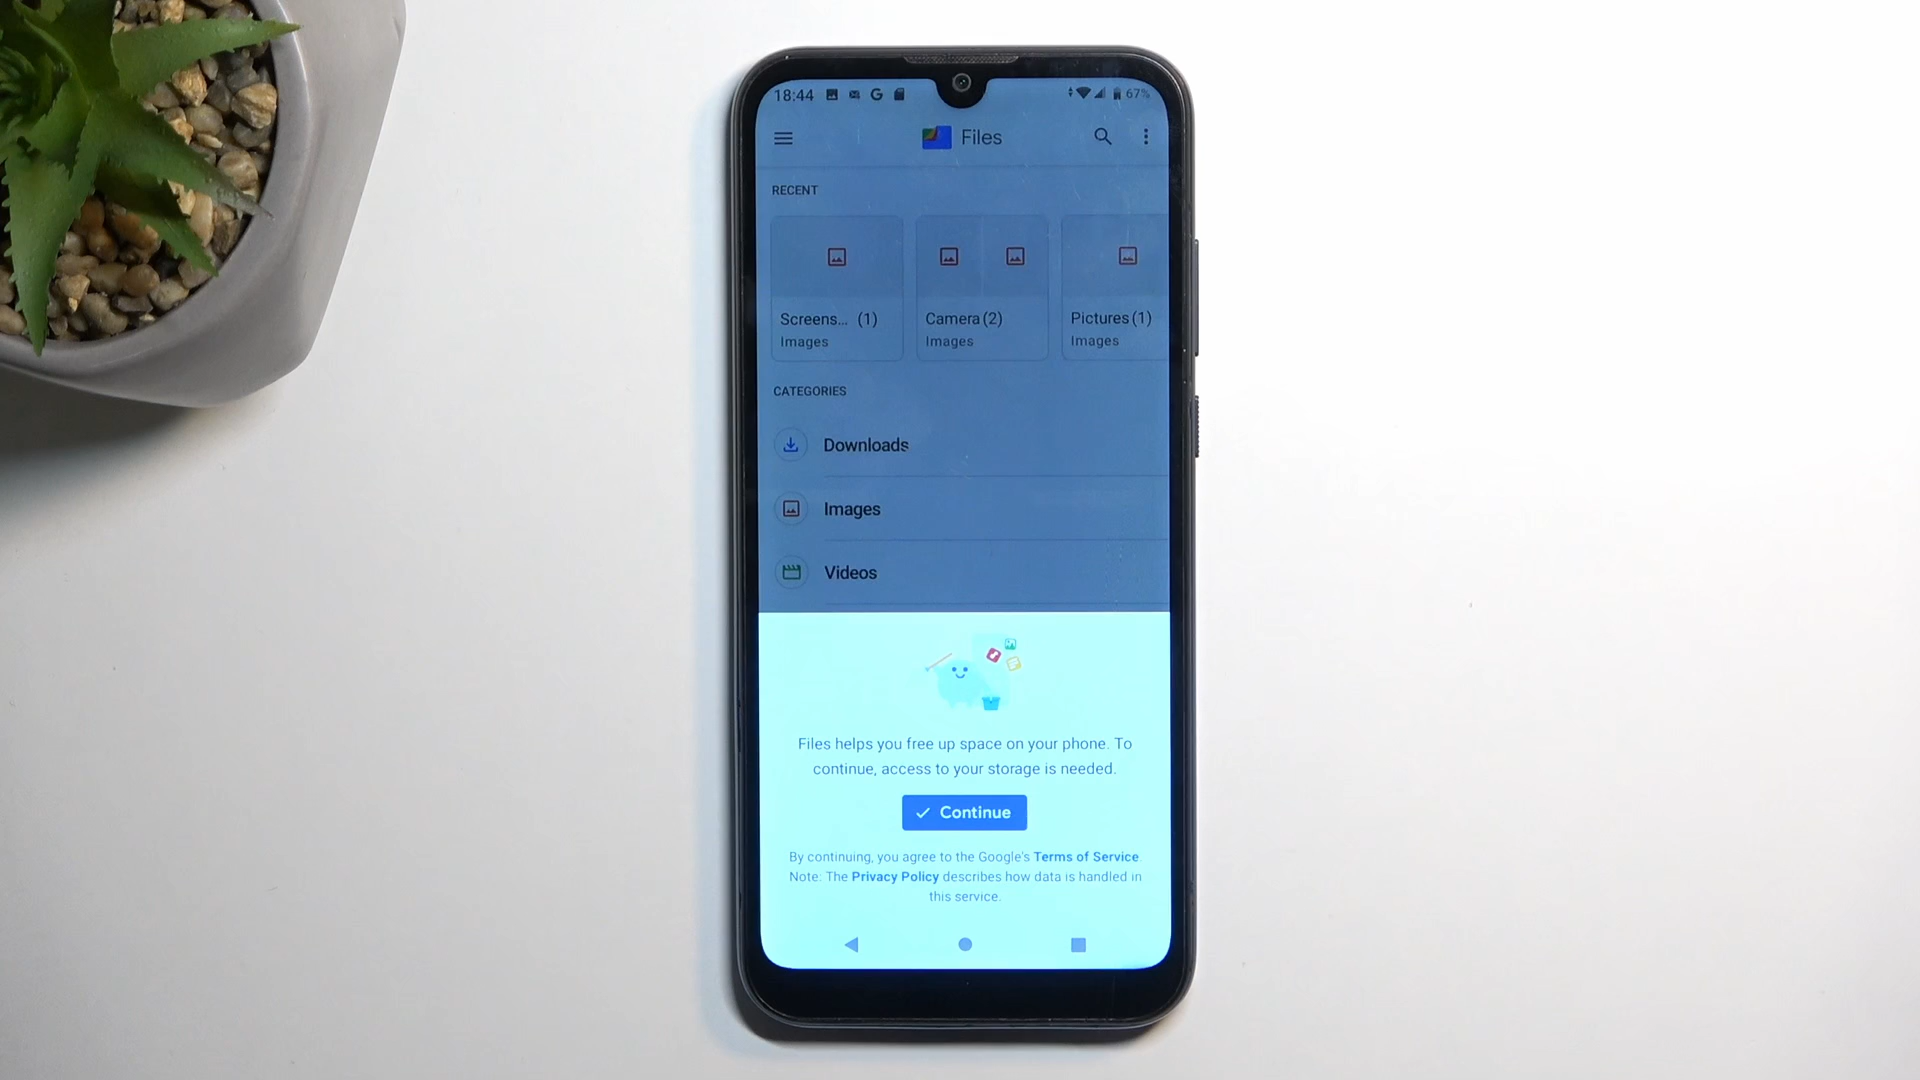 18:44 67%
Files
RECENT
Screens... (1) Camera (2) Pictures (1)
Images Images Images
CATEGORIES
Downloads
Images
Videos
Files helps you free up space on your phone. To
continue, access to your storage is needed.
Continue
By continuing, you agree to the Google's Terms of Service.
Note: The Privacy Policy describes how data is handled in
this service.